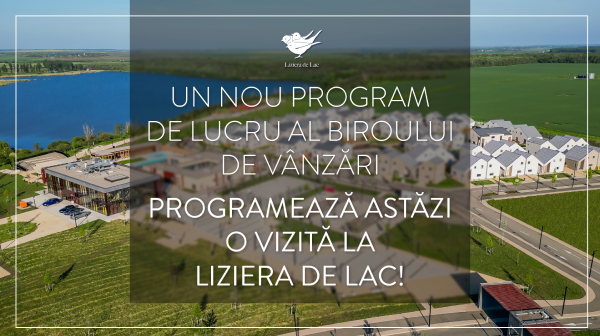 Liziera de Lac
UN NOU PROGRAM
DE LUCRU AL BIROULUI
DE VÂNZĂRI
PROGRAMEAZĂ ASTĂZI
O VIZITĂ LA
LIZIERA DE LAC!